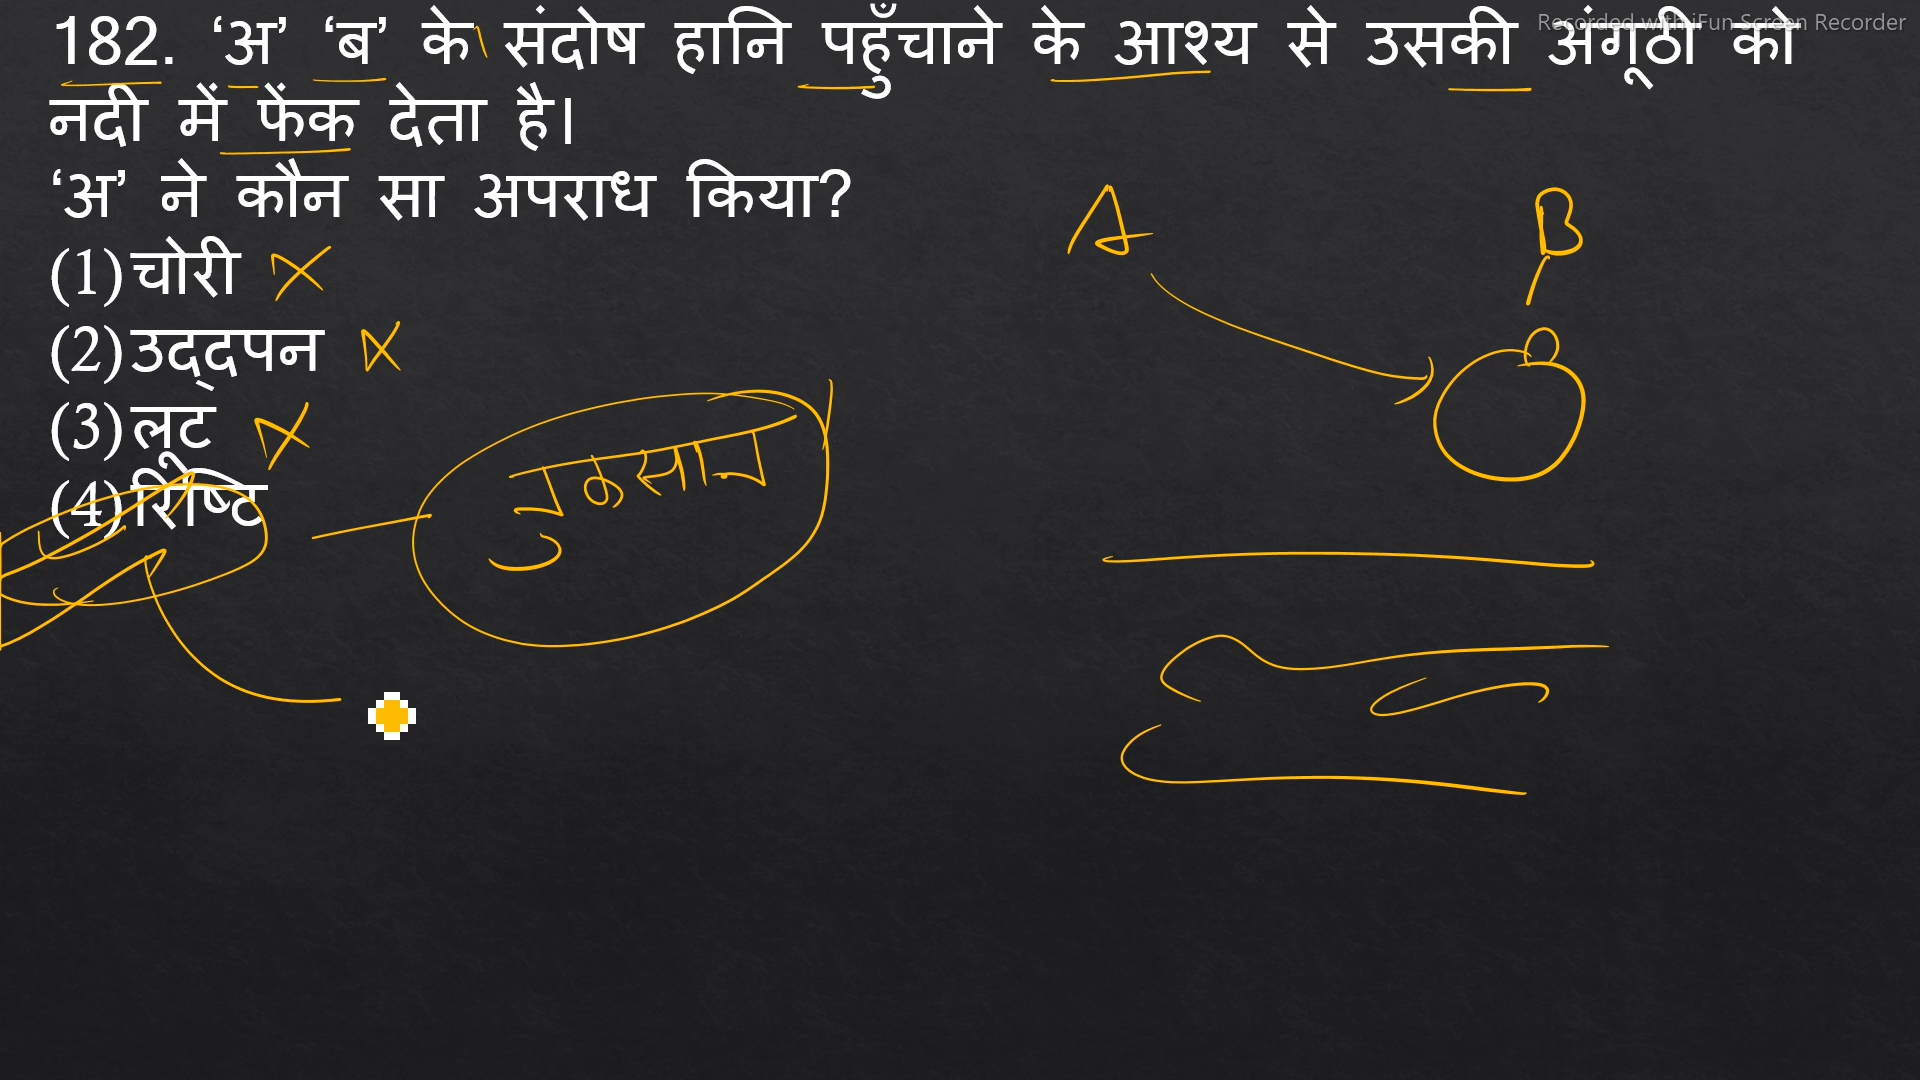 Recorded with iFun Screen Recorder
182. ‘अ’ ‘ब’ के संदोष हानि पहुँचाने के आश्य से उसकी अंगूठी को
नदी में फेंक देता है।
‘अ’ ने कौन सा अपराध किया?
(1)चोरी
(2)उद्दपन
(3)लूट
(4)रिष्टि
नुकसान
A
B